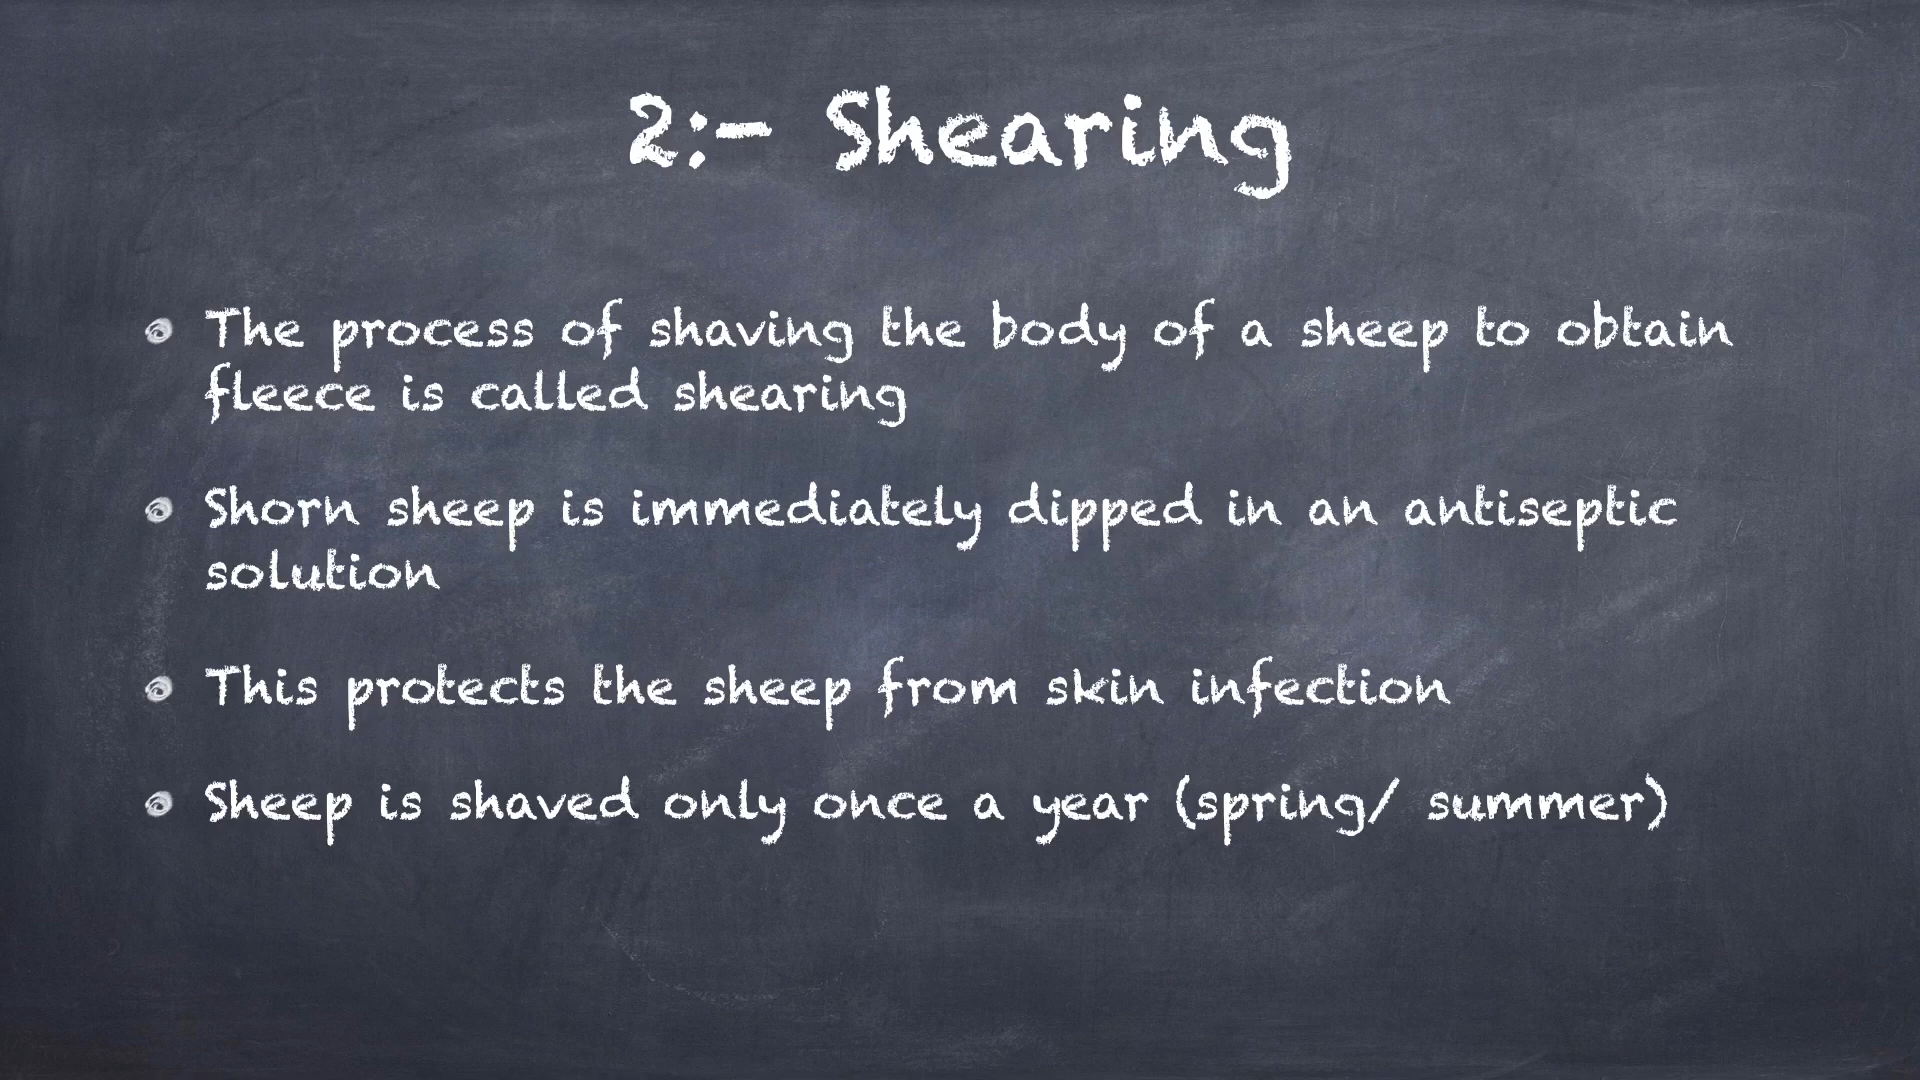 2:- Shearing
The process of shaving the body of a sheep to obtain
fleece is called shearing
Shorn sheep is immediately dipped in an antiseptic
solution
This protects the sheep from skin infection
Sheep is shaved only once a year (spring/ summer)